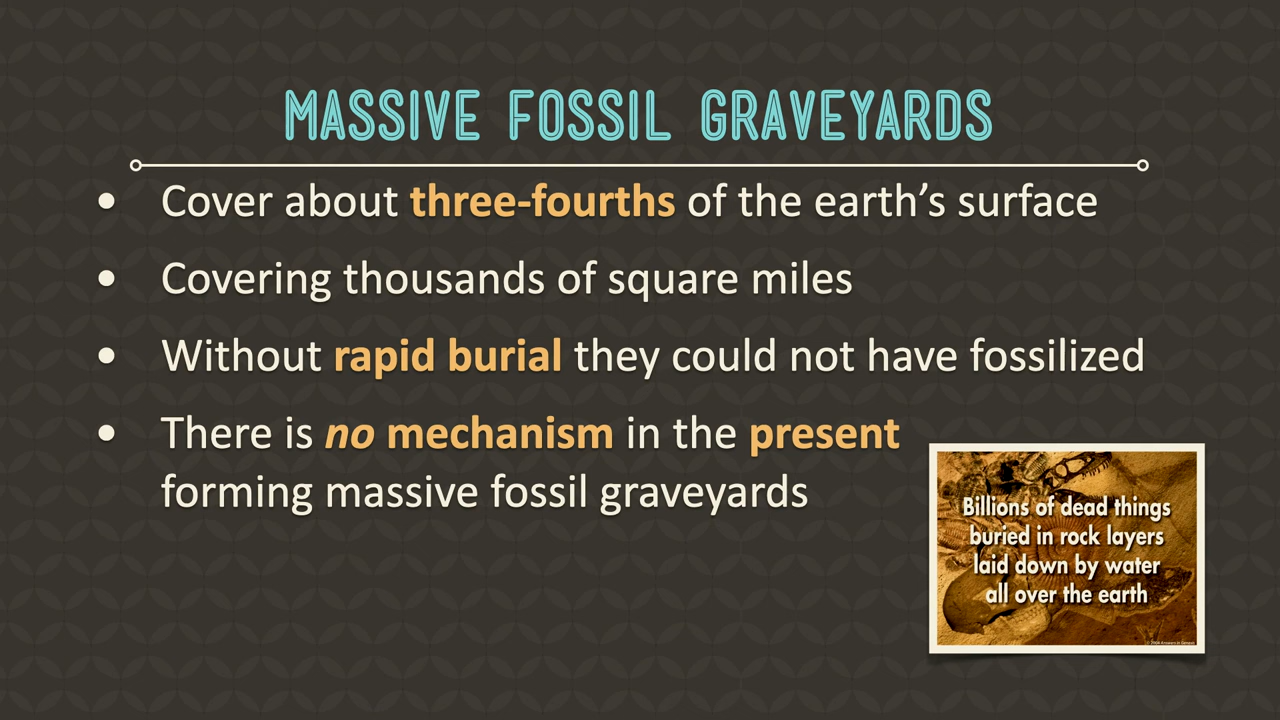 MASSIVE FOSSIL GRAVEYARDS
• Cover about three-fourths of the earth’s surface
• Covering thousands of square miles
• Without rapid burial they could not have fossilized
• There is no mechanism in the present
forming massive fossil graveyards
Billions of dead things
buried in rock layers
laid down by water
all over the earth